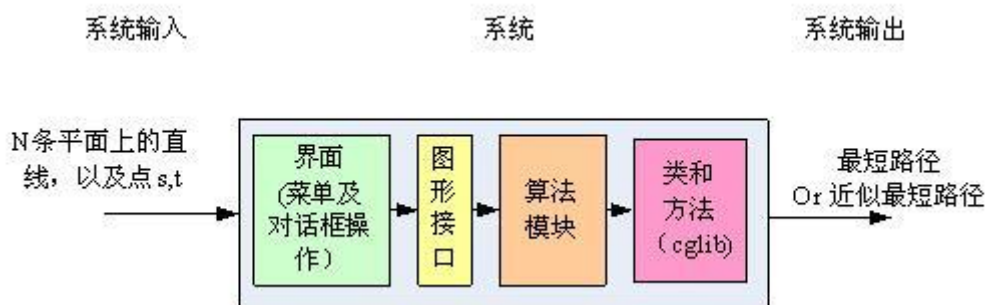 系统输入
系统
系统输出
N条平面上的直
线，以及点 s,t
界面
(菜单及
对话框操
作）
图
形
接
口
算法
模块
类和
方法
（cglib)
最短路径
Or 近似最短路径